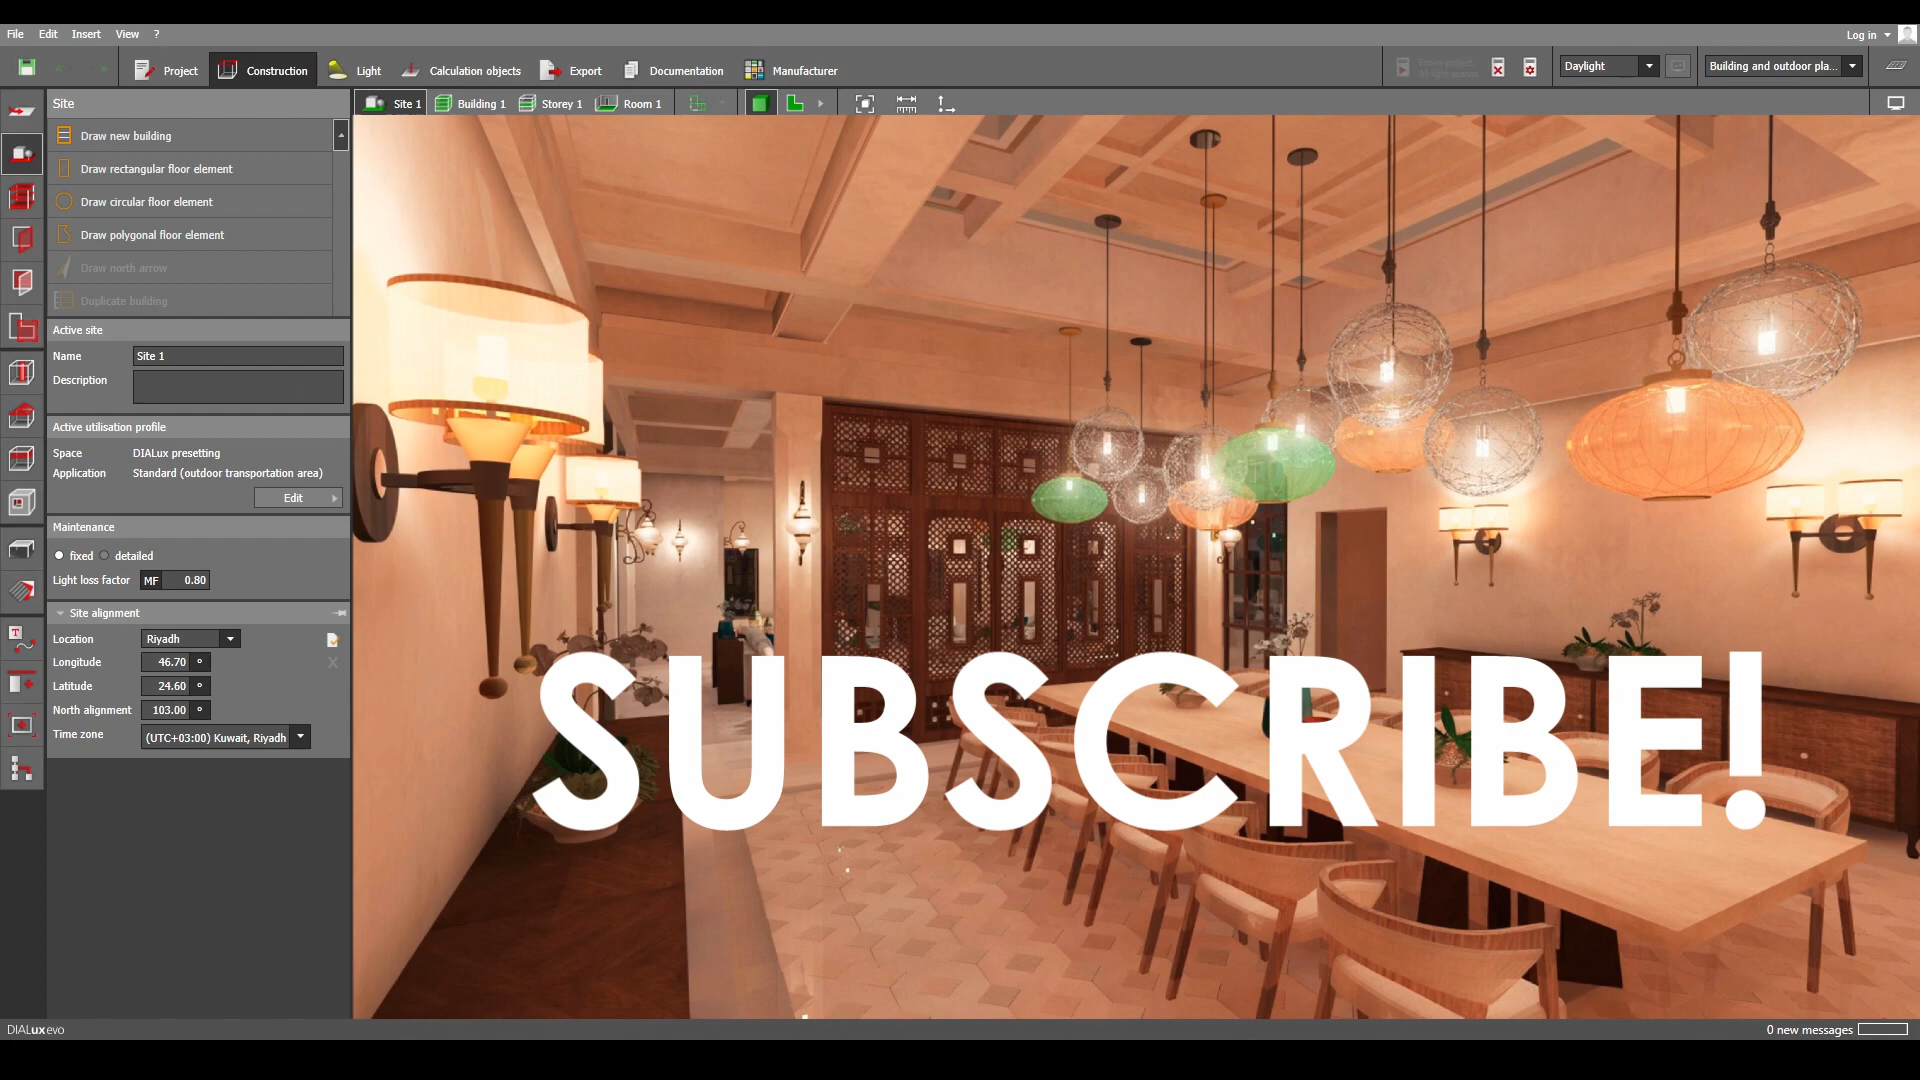 File Edit Insert View ?
Log in
Project Construction Light Calculation objects Export Documentation Manufacturer
Entire project
All light scenes
Daylight
Building and outdoor pla...
Site
Site 1 Building 1 Storey 1 Room 1
Draw new building
Draw rectangular floor element
Draw circular floor element
Draw polygonal floor element
Draw north arrow
Duplicate building
Active site
Name Site 1
Description
Active utilisation profile
Space DIALux presetting
Application Standard (outdoor transportation area)
Edit
Maintenance
fixed detailed
Light loss factor MF 0.80
Site alignment
Location Riyadh
Longitude 46.70 °
Latitude 24.60 °
North alignment 103.00 °
Time zone (UTC+03:00) Kuwait, Riyadh
SUBSCRIBE!
DIALux evo
0 new messages